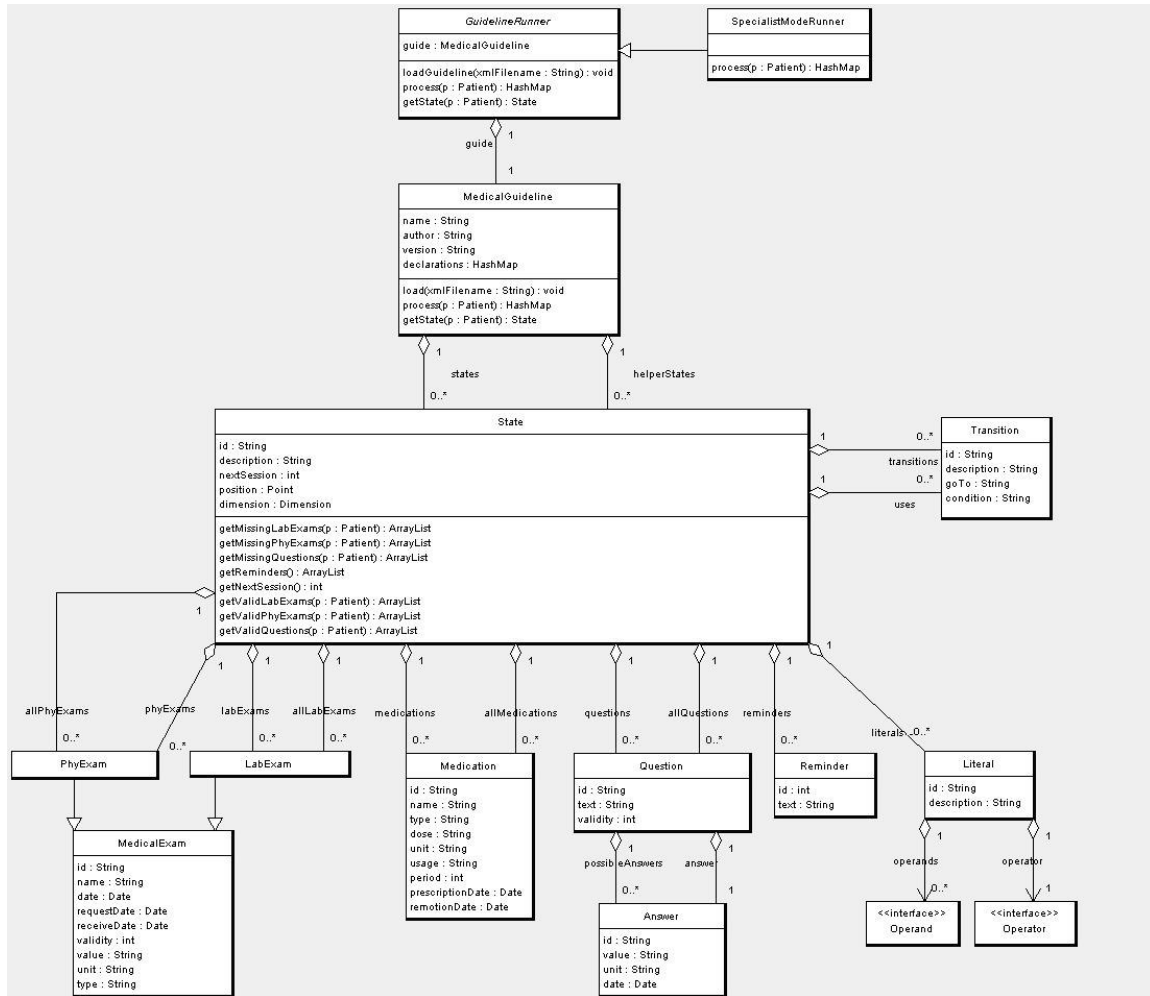 GuidelineRunner
guide : MedicalGuideline
loadGuideline(xmlFilename : String) : void
process(p : Patient) : HashMap
getState(p : Patient) : State
SpecialistModeRunner
process(p : Patient) : HashMap
1
guide
1
MedicalGuideline
name : String
author : String
version : String
declarations : HashMap
load(xmlFilename : String) : void
process(p : Patient) : HashMap
getState(p : Patient) : State
1
1
states
helperStates
0..*
0..*
State
id : String
description : String
nextSession : int
position : Point
dimension : Dimension
getMissingLabExams(p : Patient) : ArrayList
getMissingPhyExams(p : Patient) : ArrayList
getMissingQuestions(p : Patient) : ArrayList
getReminders() : ArrayList
getNextSession() : int
getValidLabExams(p : Patient) : ArrayList
getValidPhyExams(p : Patient) : ArrayList
getValidQuestions(p : Patient) : ArrayList
1
0..*
transitions
1
0..*
uses
Transition
id : String
description : String
goTo : String
condition : String
1
1
1
1
1
1
1
1
1
1
allPhyExams
phyExams
labExams
allLabExams
medications
allMedications
questions
allQuestions
reminders
literals
0..*
0..*
0..*
0..*
0..*
0..*
0..*
0..*
0..*
0..*
PhyExam
LabExam
MedicalExam
id : String
name : String
date : Date
requestDate : Date
receiveDate : Date
validity : int
value : String
unit : String
type : String
Medication
id : String
name : String
type : String
dose : String
unit : String
usage : String
period : int
prescriptionDate : Date
remotionDate : Date
Question
id : String
text : String
validity : int
1
1
possibleAnswers
answer
0..*
1
Answer
id : String
value : String
unit : String
date : Date
Reminder
id : int
text : String
Literal
id : String
description : String
1
1
operands
operator
0..*
1
<<interface>>
Operand
<<interface>>
Operator